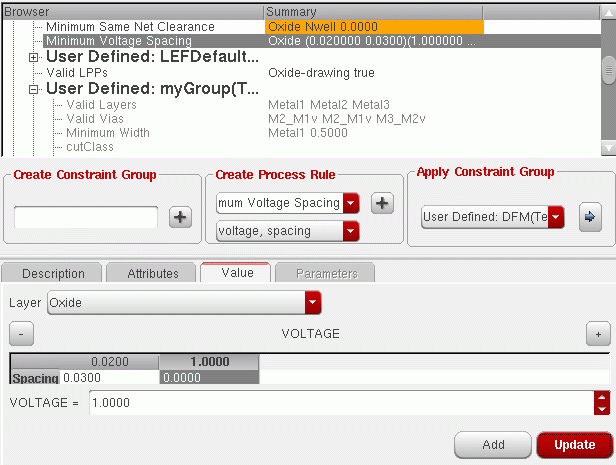 Browser Summary
Minimum Same Net Clearance Oxide Nwell 0.0000
Minimum Voltage Spacing Oxide (0.020000 0.0300)(1.000000 ...
User Defined: LEFDefault...
Valid LPPs Oxide-drawing true
User Defined: myGroup(T...
Valid Layers Metal1 Metal2 Metal3
Valid Vias M2_M1v M2_M1v M3_M2v
Minimum Width Metal1 0.5000
cutClass
Create Constraint Group Create Process Rule Apply Constraint Group
mum Voltage Spacing +
+ User Defined: DFM(Te
voltage, spacing
Description Attributes Value Parameters
Layer Oxide
- VOLTAGE +
0.0200 1.0000
Spacing 0.0300 0.0000
VOLTAGE = 1.0000
Add Update